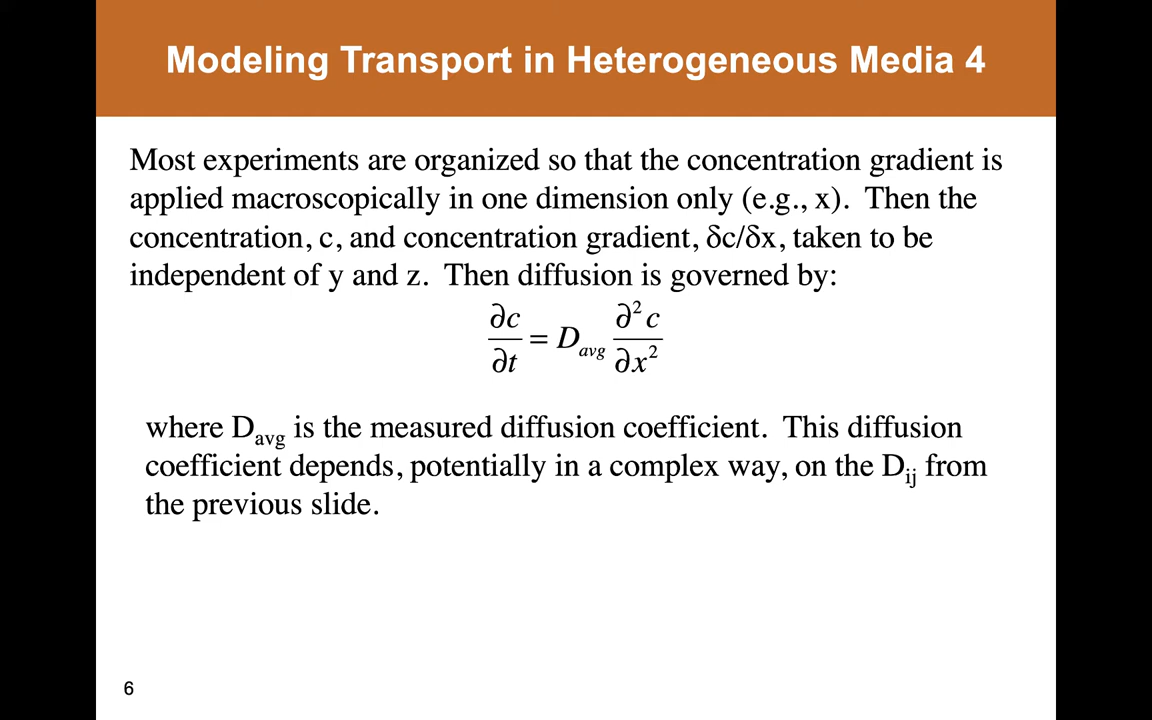 Modeling Transport in Heterogeneous Media 4
Most experiments are organized so that the concentration gradient is
applied macroscopically in one dimension only (e.g., x).  Then the
concentration, c, and concentration gradient, δc/δx, taken to be
independent of y and z.  Then diffusion is governed by:
∂c/∂t = D_avg ∂²c/∂x²
where D_avg is the measured diffusion coefficient.  This diffusion
coefficient depends, potentially in a complex way, on the D_ij from
the previous slide.
6